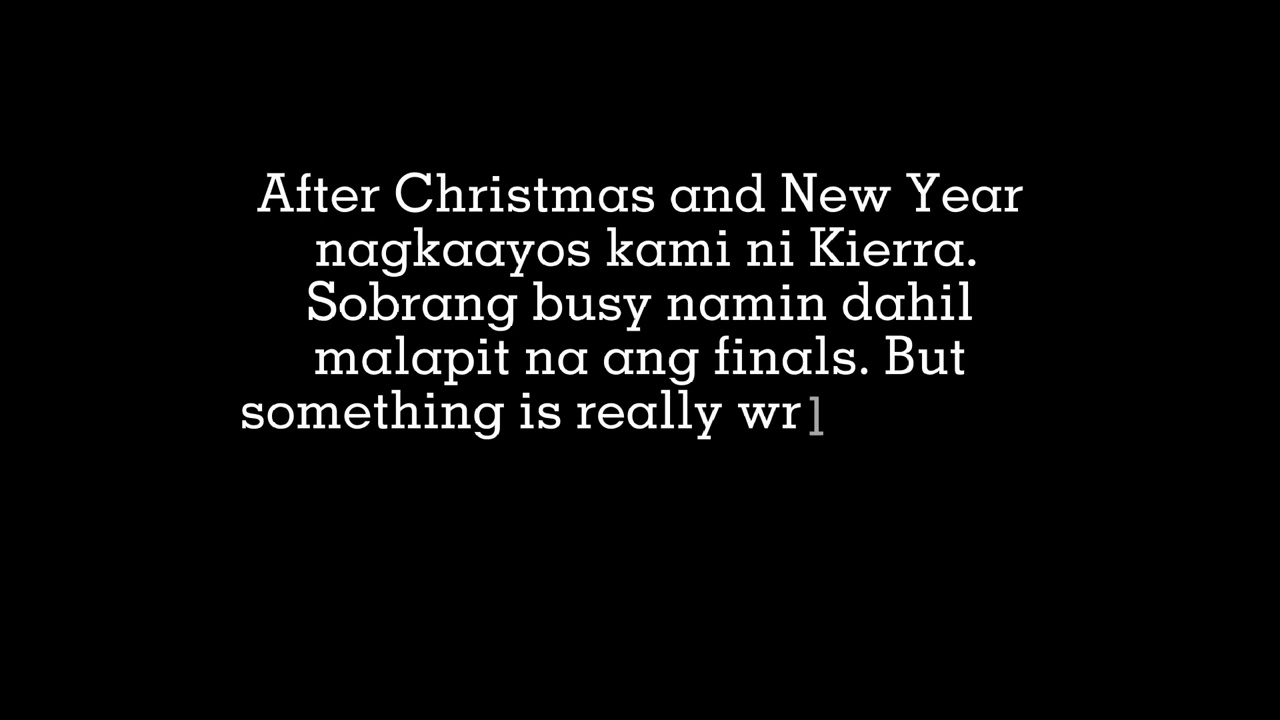 After Christmas and New Year
nagkaayos kami ni Kierra.
Sobrang busy namin dahil
malapit na ang finals. But
something is really wr